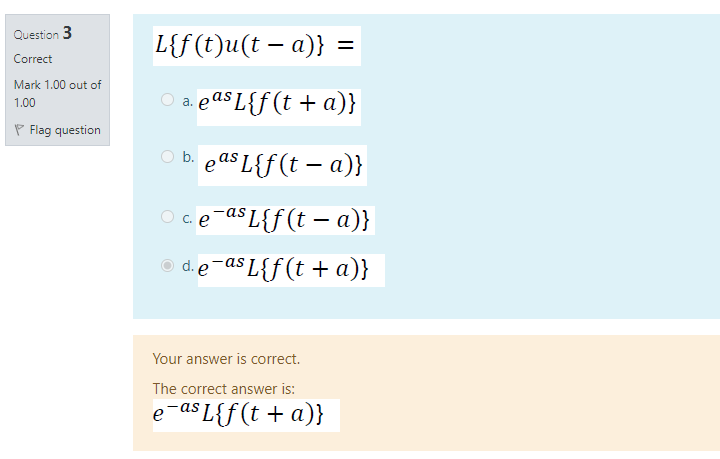 Question 3
Correct
Mark 1.00 out of
1.00
Flag question
L{f(t)u(t − a)} =
a. e^{as}L{f(t + a)}
b. e^{as}L{f(t − a)}
c. e^{−as}L{f(t − a)}
d. e^{−as}L{f(t + a)}
Your answer is correct.
The correct answer is:
e^{−as}L{f(t + a)}